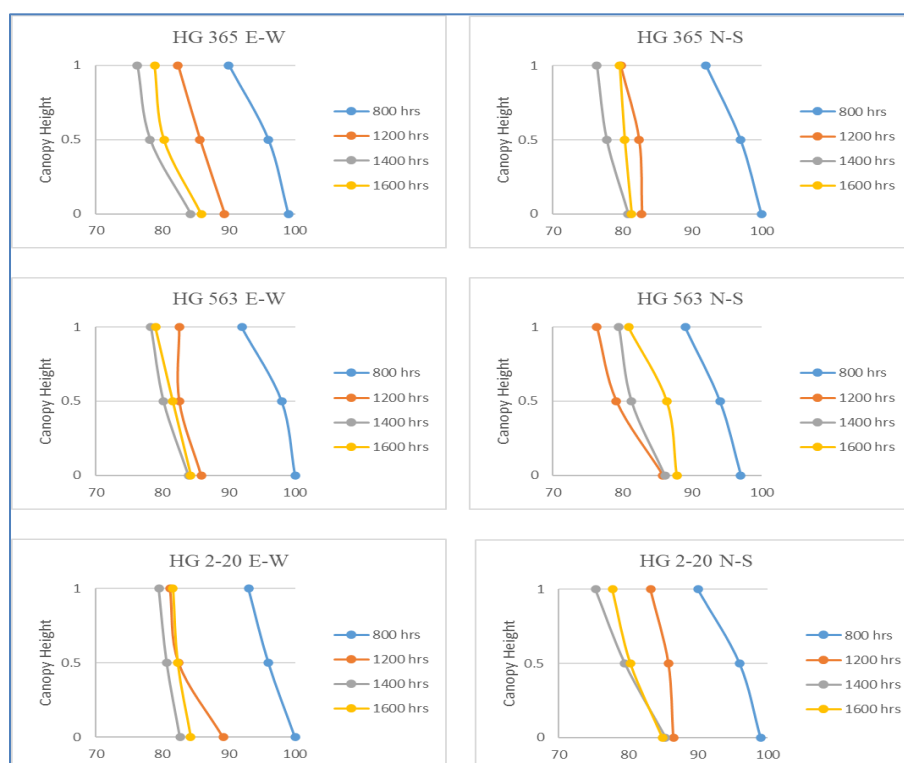 HG 365 E-W
Canopy Height
1
0.5
0
70 80 90 100
800 hrs
1200 hrs
1400 hrs
1600 hrs
HG 365 N-S
Canopy Height
1
0.5
0
70 80 90 100
800 hrs
1200 hrs
1400 hrs
1600 hrs
HG 563 E-W
Canopy Height
1
0.5
0
70 80 90 100
800 hrs
1200 hrs
1400 hrs
1600 hrs
HG 563 N-S
Canopy Height
1
0.5
0
70 80 90 100
800 hrs
1200 hrs
1400 hrs
1600 hrs
HG 2-20 E-W
Canopy Height
1
0.5
0
70 80 90 100
800 hrs
1200 hrs
1400 hrs
1600 hrs
HG 2-20 N-S
Canopy Height
1
0.5
0
70 80 90 100
800 hrs
1200 hrs
1400 hrs
1600 hrs